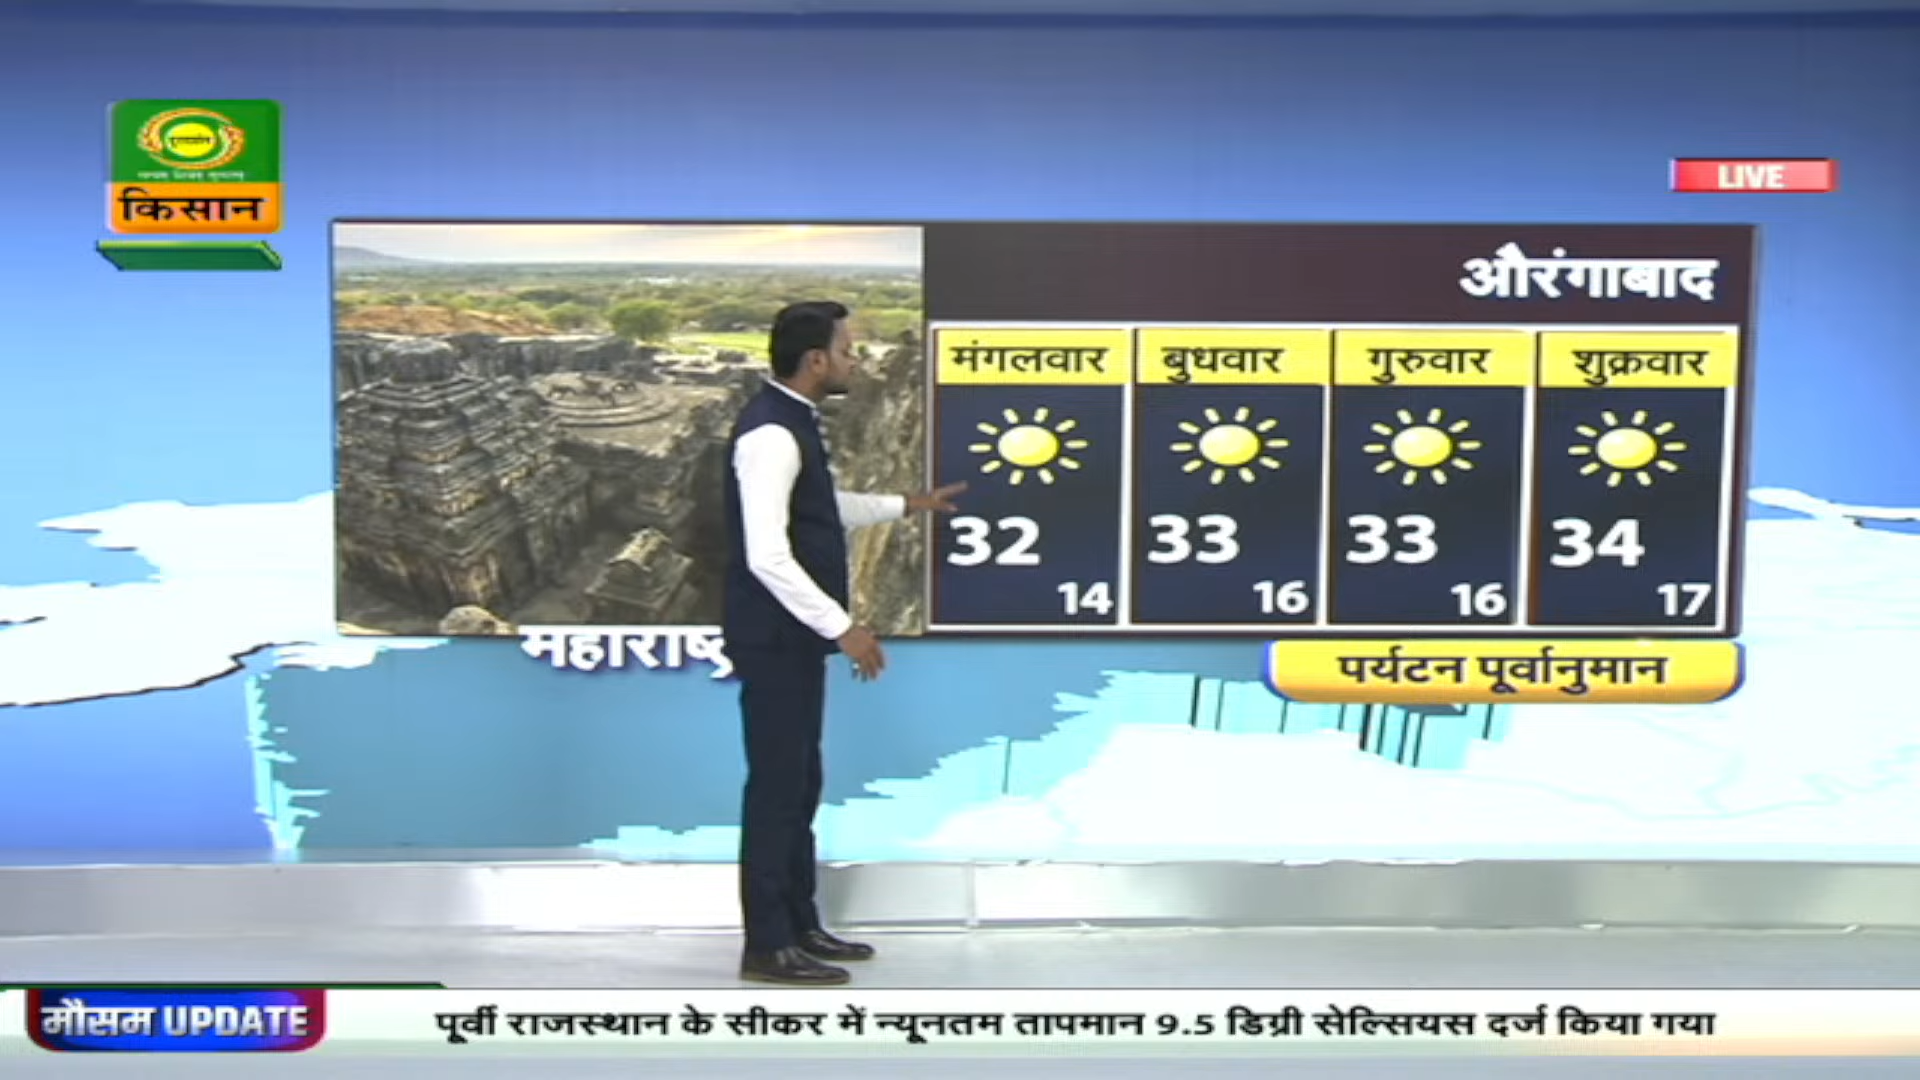 किसान
LIVE
औरंगाबाद
मंगलवार बुधवार गुरुवार शुक्रवार
32 33 33 34
14 16 16 17
पर्यटन पूर्वानुमान
मौसम UPDATE
पूर्वी राजस्थान के सीकर में न्यूनतम तापमान 9.5 डिग्री सेल्सियस दर्ज किया गया